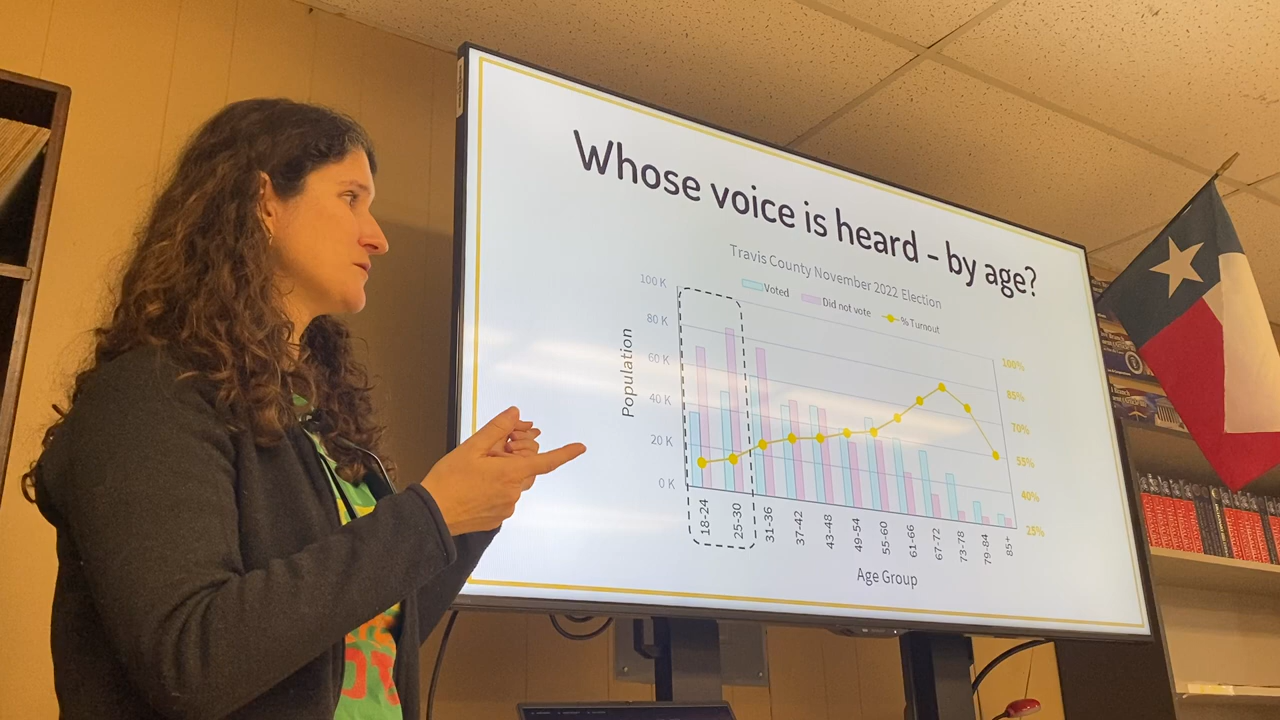 Whose voice is heard – by age?
Travis County November 2022 Election
Voted
Did not vote
% Turnout
100 K
80 K
60 K
40 K
20 K
0 K
Population
100%
85%
70%
55%
40%
25%
18-24
25-30
31-36
37-42
43-48
49-54
55-60
61-66
67-72
73-78
79-84
85+
Age Group